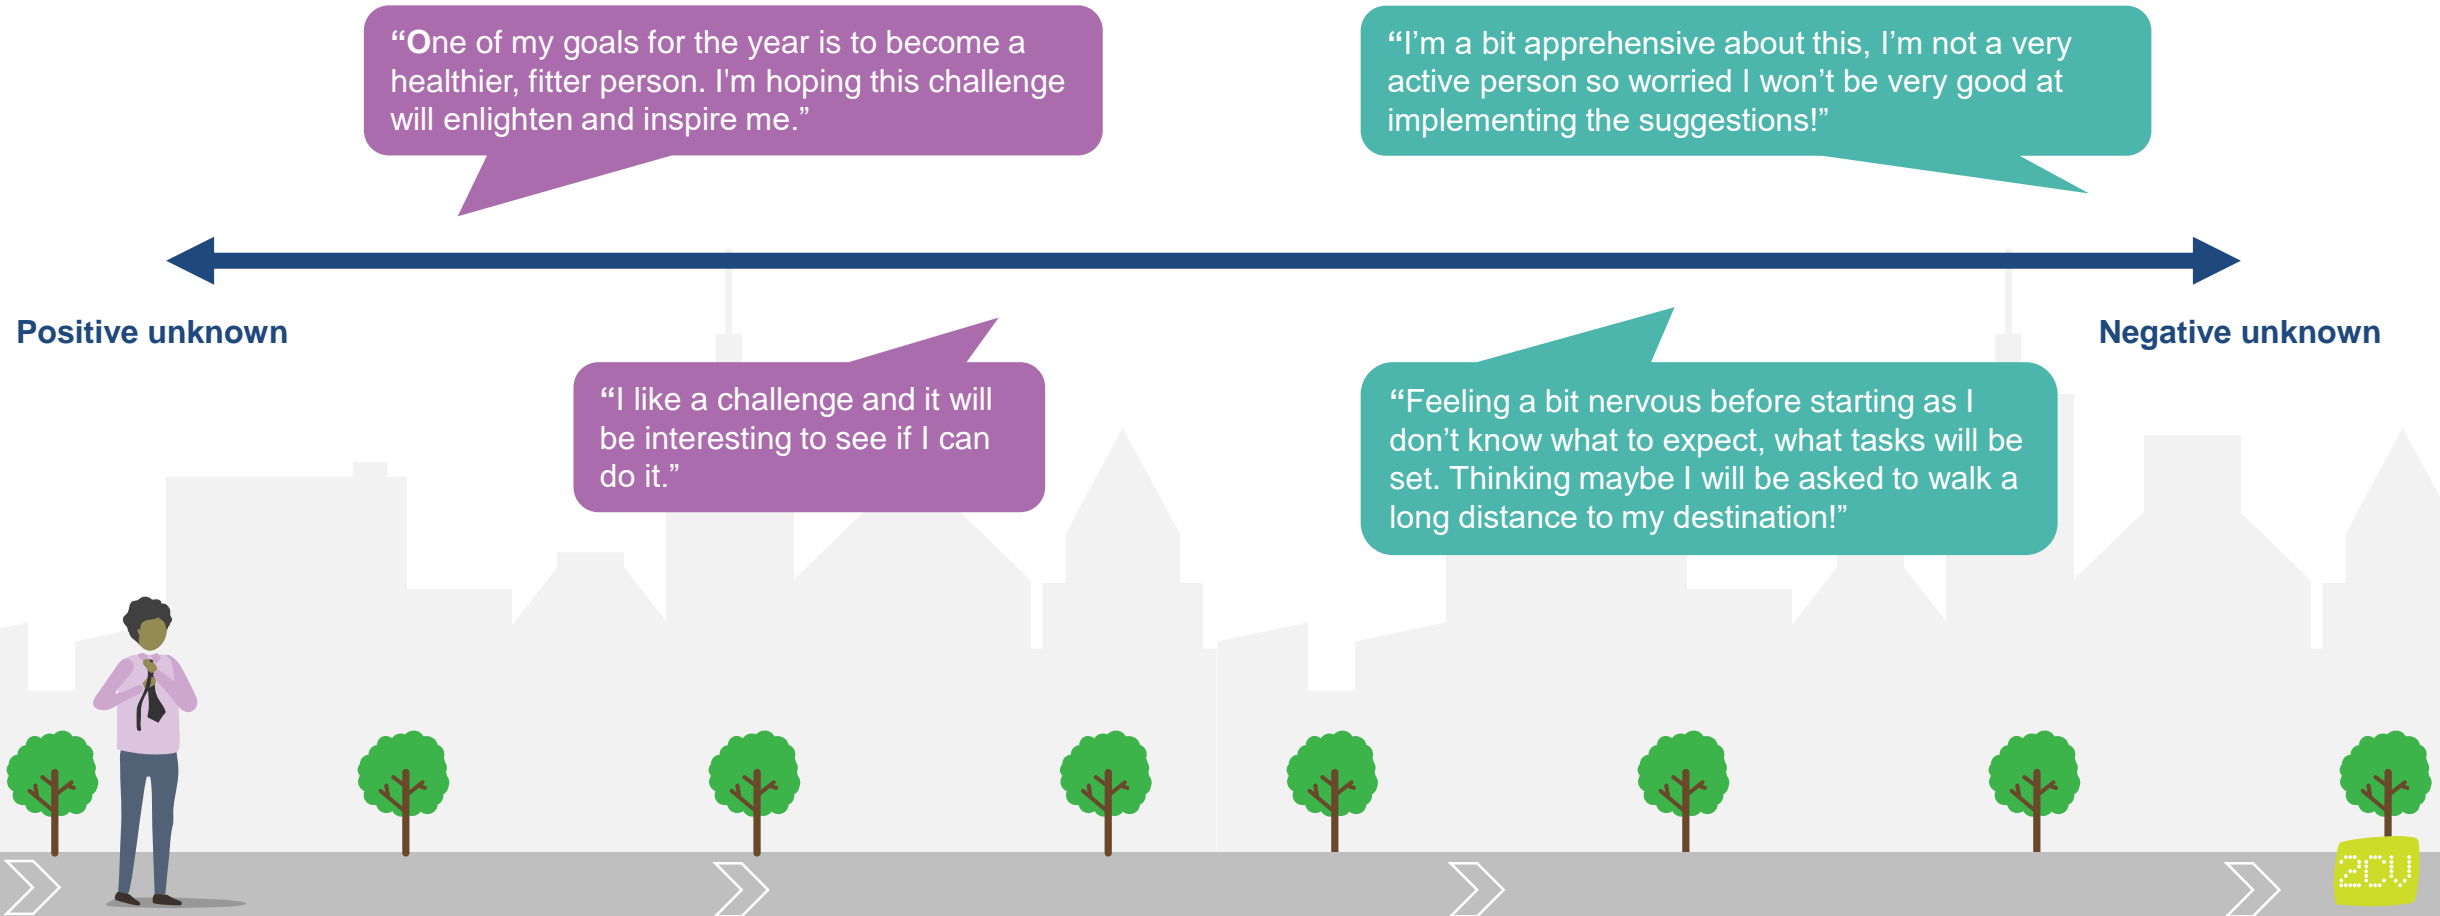 “One of my goals for the year is to become a
healthier, fitter person. I'm hoping this challenge
will enlighten and inspire me.”
“I’m a bit apprehensive about this, I’m not a very
active person so worried I won’t be very good at
implementing the suggestions!”
Positive unknown
Negative unknown
“I like a challenge and it will
be interesting to see if I can
do it.”
“Feeling a bit nervous before starting as I
don’t know what to expect, what tasks will be
set. Thinking maybe I will be asked to walk a
long distance to my destination!”
2CV